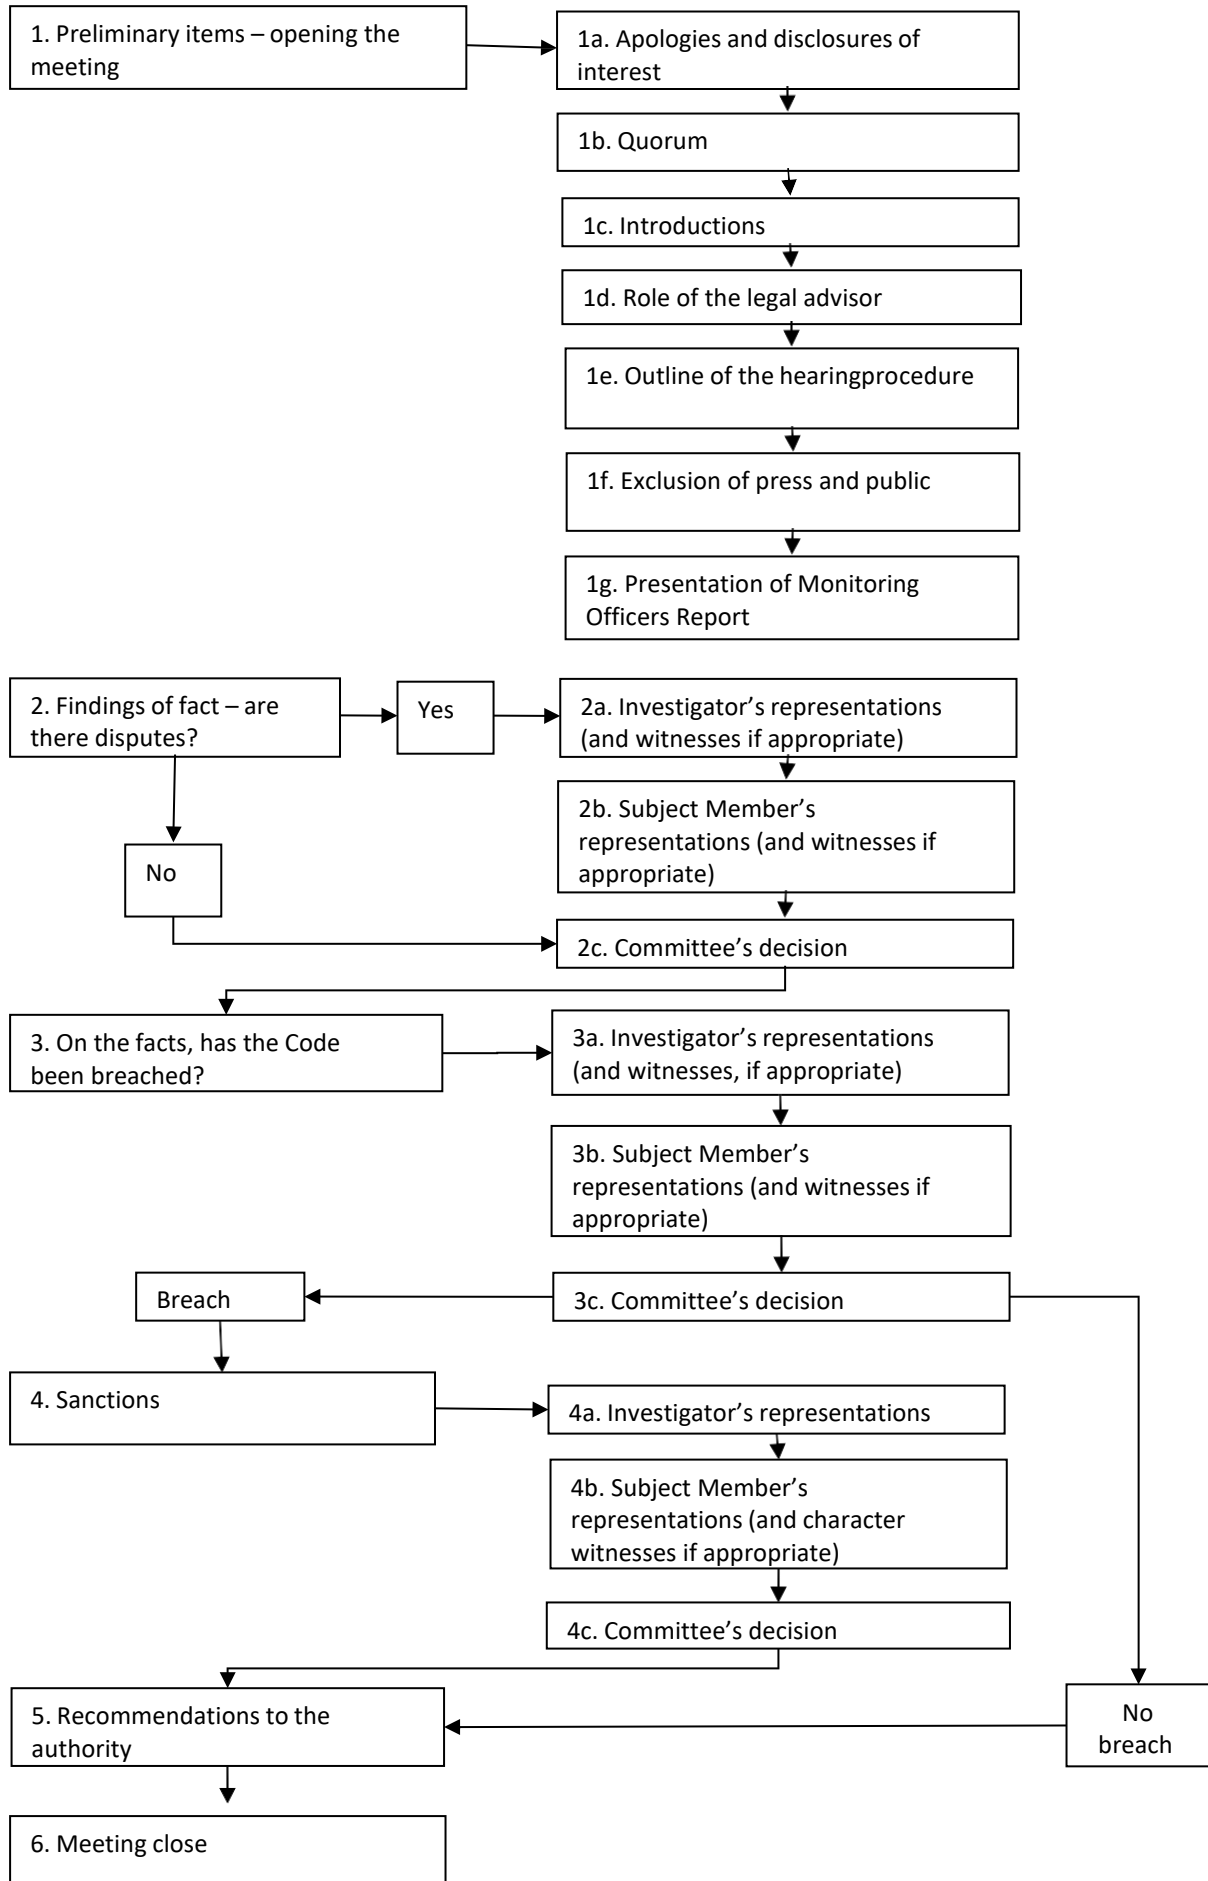 1. Preliminary items – opening the
meeting
1a. Apologies and disclosures of
interest
1b. Quorum
1c. Introductions
1d. Role of the legal advisor
1e. Outline of the hearingprocedure
1f. Exclusion of press and public
1g. Presentation of Monitoring
Officers Report
2. Findings of fact – are
there disputes?
Yes
2a. Investigator’s representations
(and witnesses if appropriate)
2b. Subject Member’s
representations (and witnesses if
appropriate)
No
2c. Committee’s decision
3. On the facts, has the Code
been breached?
3a. Investigator’s representations
(and witnesses, if appropriate)
3b. Subject Member’s
representations (and witnesses if
appropriate)
Breach
3c. Committee’s decision
4. Sanctions
4a. Investigator’s representations
4b. Subject Member’s
representations (and character
witnesses if appropriate)
4c. Committee’s decision
5. Recommendations to the
authority
No
breach
6. Meeting close